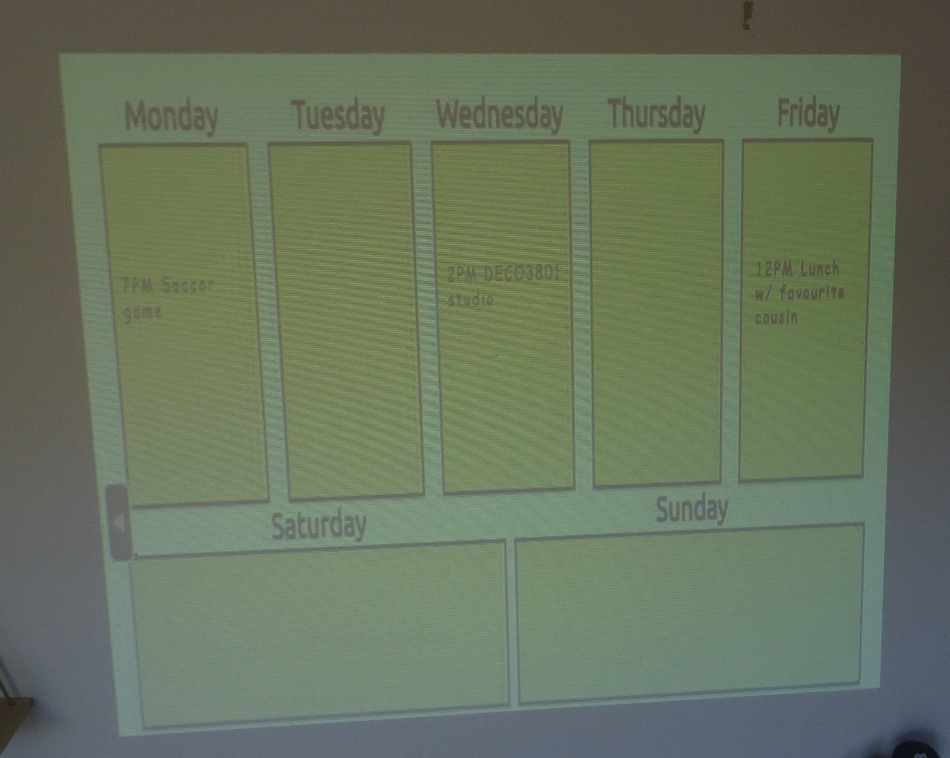 Monday
Tuesday
Wednesday
Thursday
Friday
7PM Soccer
game
2PM DECO3801
studio
12PM Lunch
w/ favourite
cousin
Saturday
Sunday